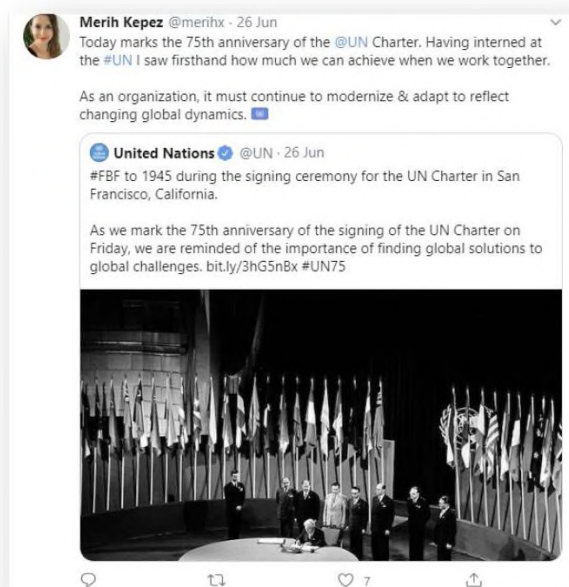 Merih Kepez @merihx · 26 Jun
Today marks the 75th anniversary of the @UN Charter. Having interned at
the #UN I saw firsthand how much we can achieve when we work together.
As an organization, it must continue to modernize & adapt to reflect
changing global dynamics.
United Nations @UN · 26 Jun
#FBF to 1945 during the signing ceremony for the UN Charter in San
Francisco, California.
As we mark the 75th anniversary of the signing of the UN Charter on
Friday, we are reminded of the importance of finding global solutions to
global challenges. bit.ly/3hG5nBx #UN75
7